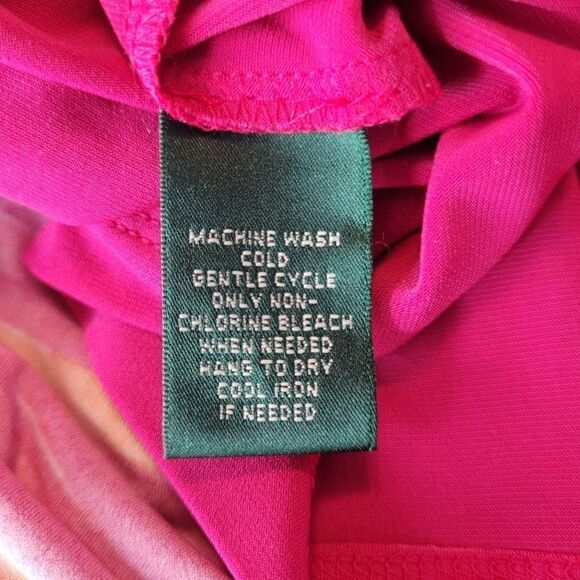 MACHINE WASH
COLD
GENTLE CYCLE
ONLY NON-
CHLORINE BLEACH
WHEN NEEDED
HANG TO DRY
COOL IRON
IF NEEDED